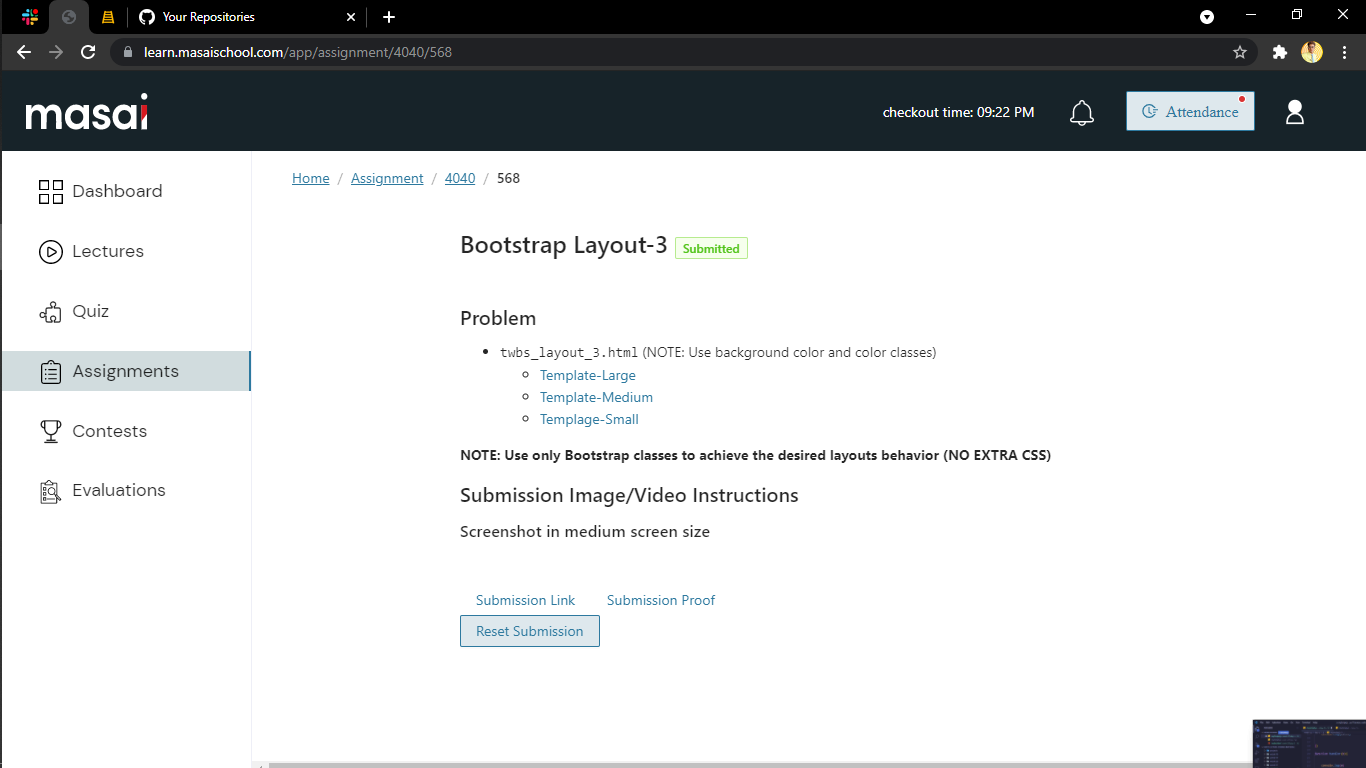 Your Repositories
learn.masaischool.com/app/assignment/4040/568
masai
checkout time: 09:22 PM
Attendance
Dashboard
Lectures
Quiz
Assignments
Contests
Evaluations
Home / Assignment / 4040 / 568
Bootstrap Layout-3 Submitted
Problem
twbs_layout_3.html (NOTE: Use background color and color classes)
Template-Large
Template-Medium
Templage-Small
NOTE: Use only Bootstrap classes to achieve the desired layouts behavior (NO EXTRA CSS)
Submission Image/Video Instructions
Screenshot in medium screen size
Submission Link Submission Proof
Reset Submission